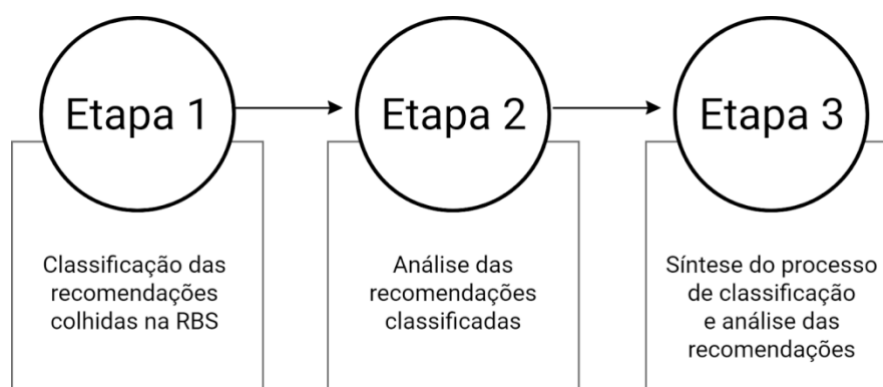 Etapa 1
Etapa 2
Etapa 3
Classificação das
recomendações
colhidas na RBS
Análise das
recomendações
classificadas
Síntese do processo
de classificação
e análise das
recomendações